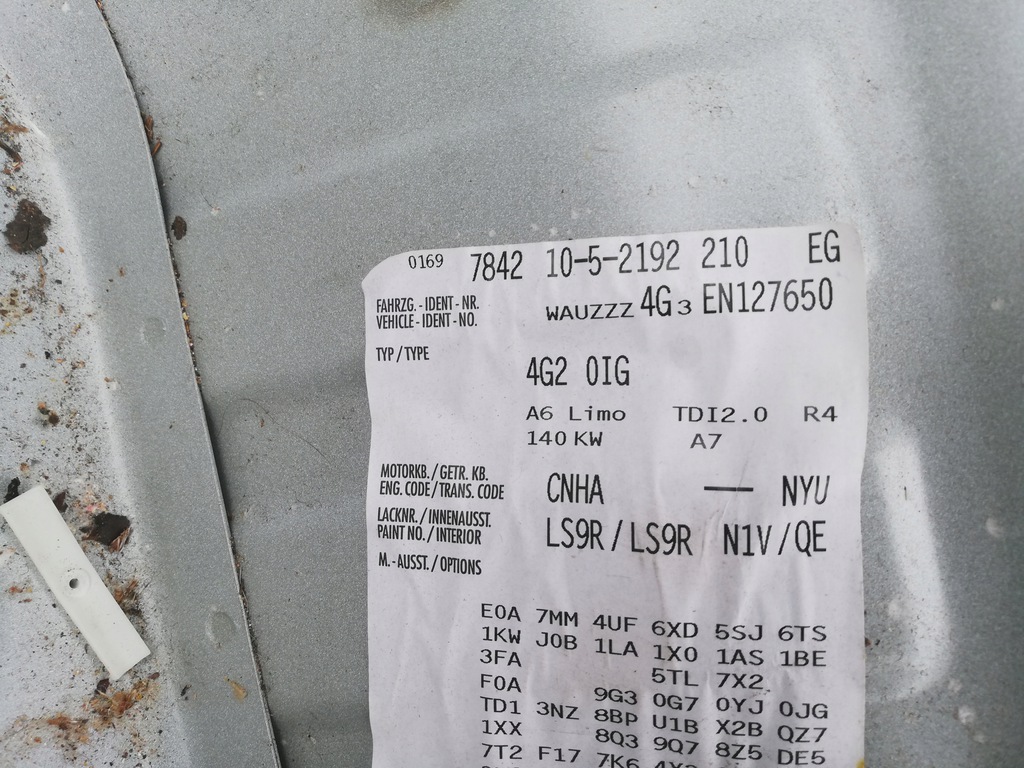 0169 7842 10-5-2192 210 EG
FAHRZG. - IDENT - NR.
VEHICLE - IDENT - NO. WAUZZZ 4G 3 EN127650
TYP / TYPE
4G2 0IG
A6 Limo TDI2.0 R4
140 KW A7
MOTORKB. / GETR. KB.
ENG. CODE / TRANS. CODE CNHA — NYU
LACKNR. / INNENAUSST.
PAINT NO. / INTERIOR LS9R / LS9R N1V / QE
M. - AUSST. / OPTIONS
E0A 7MM 4UF 6XD 5SJ 6TS
1KW J0B 1LA 1X0 1AS 1BE
3FA 5TL 7X2
F0A 9G3 0G7 0YJ 0JG
TD1 3NZ 8BP U1B X2B QZ7
1XX 8Q3 9Q7 8Z5 DE5
7T2 F17 7K6